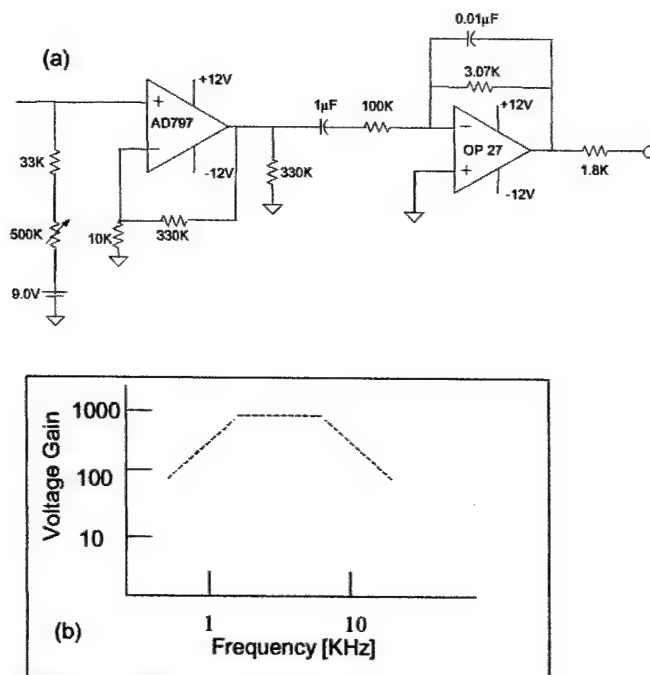 (a)
0.01µF
3.07K
+12V
AD797
-12V
1µF
100K
+12V
OP 27
-12V
1.8K
33K
330K
500K
10K
330K
9.0V
+
−
−
+
Voltage Gain
1000
100
10
1
10
(b)
Frequency [KHz]